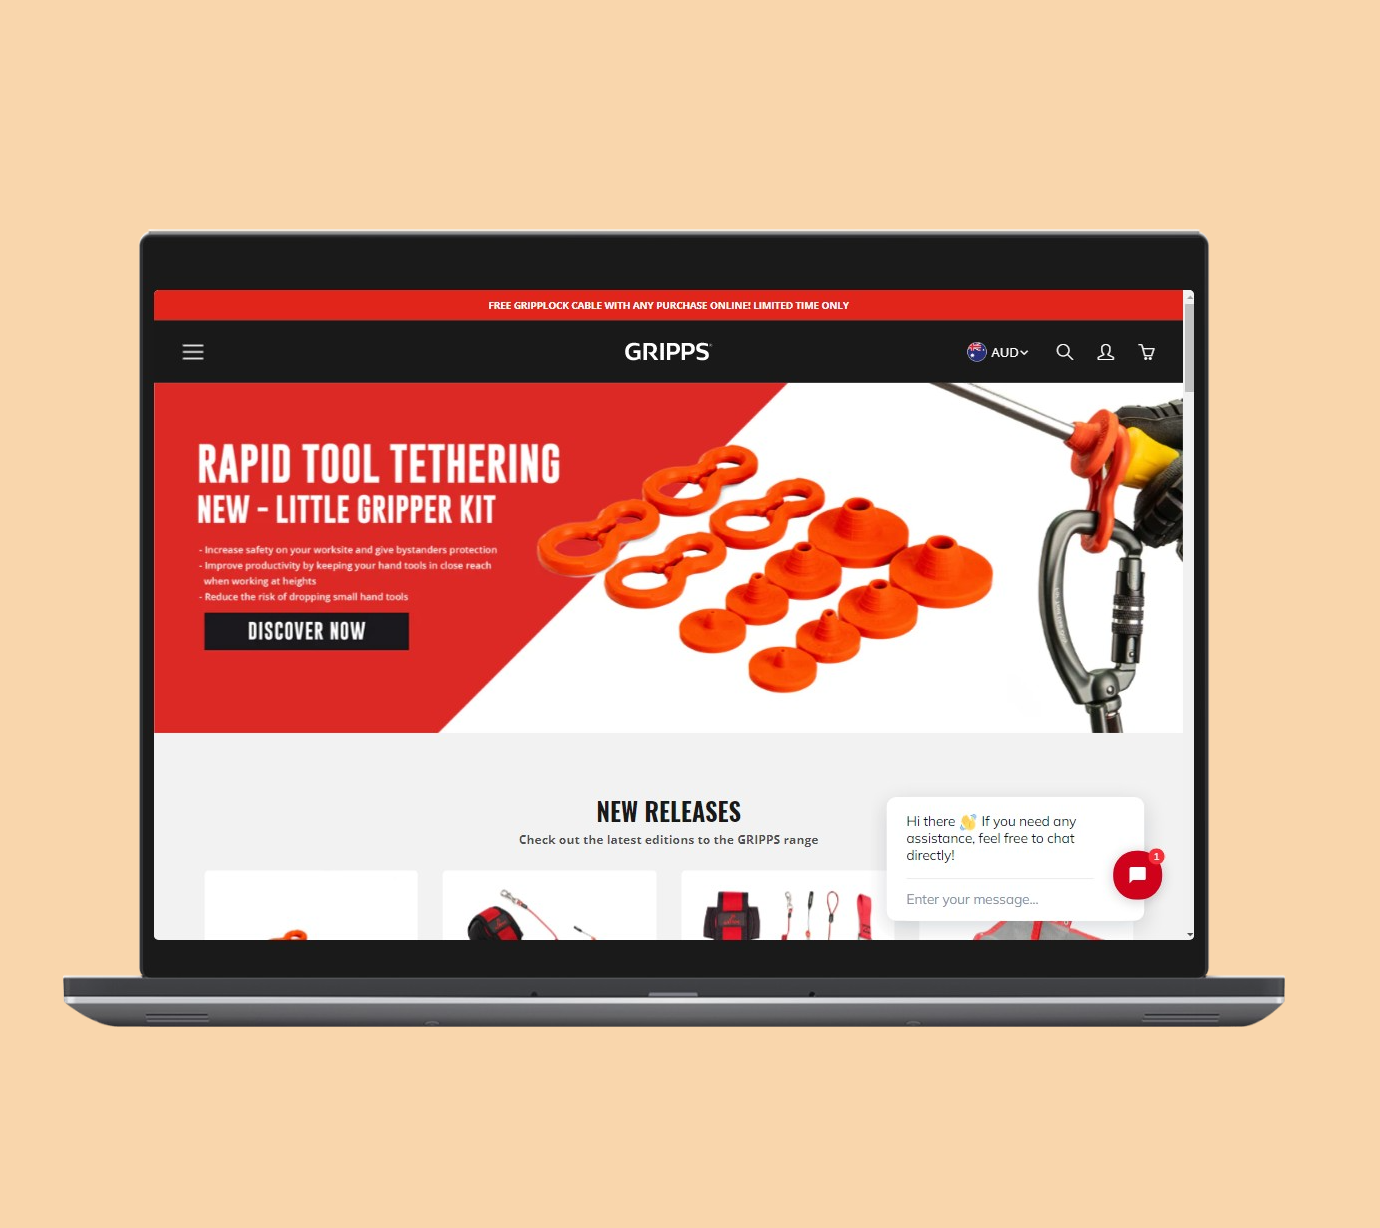 FREE GRIPPLOCK CABLE WITH ANY PURCHASE ONLINE! LIMITED TIME ONLY
GRIPPS
AUD
RAPID TOOL TETHERING
NEW - LITTLE GRIPPER KIT
- Increase safety on your worksite and give bystanders protection
- Improve productivity by keeping your hand tools in close reach
when working at heights
- Reduce the risk of dropping small hand tools
DISCOVER NOW
NEW RELEASES
Check out the latest editions to the GRIPPS range
Hi there 👋 If you need any
assistance, feel free to chat
directly!
1
Enter your message...